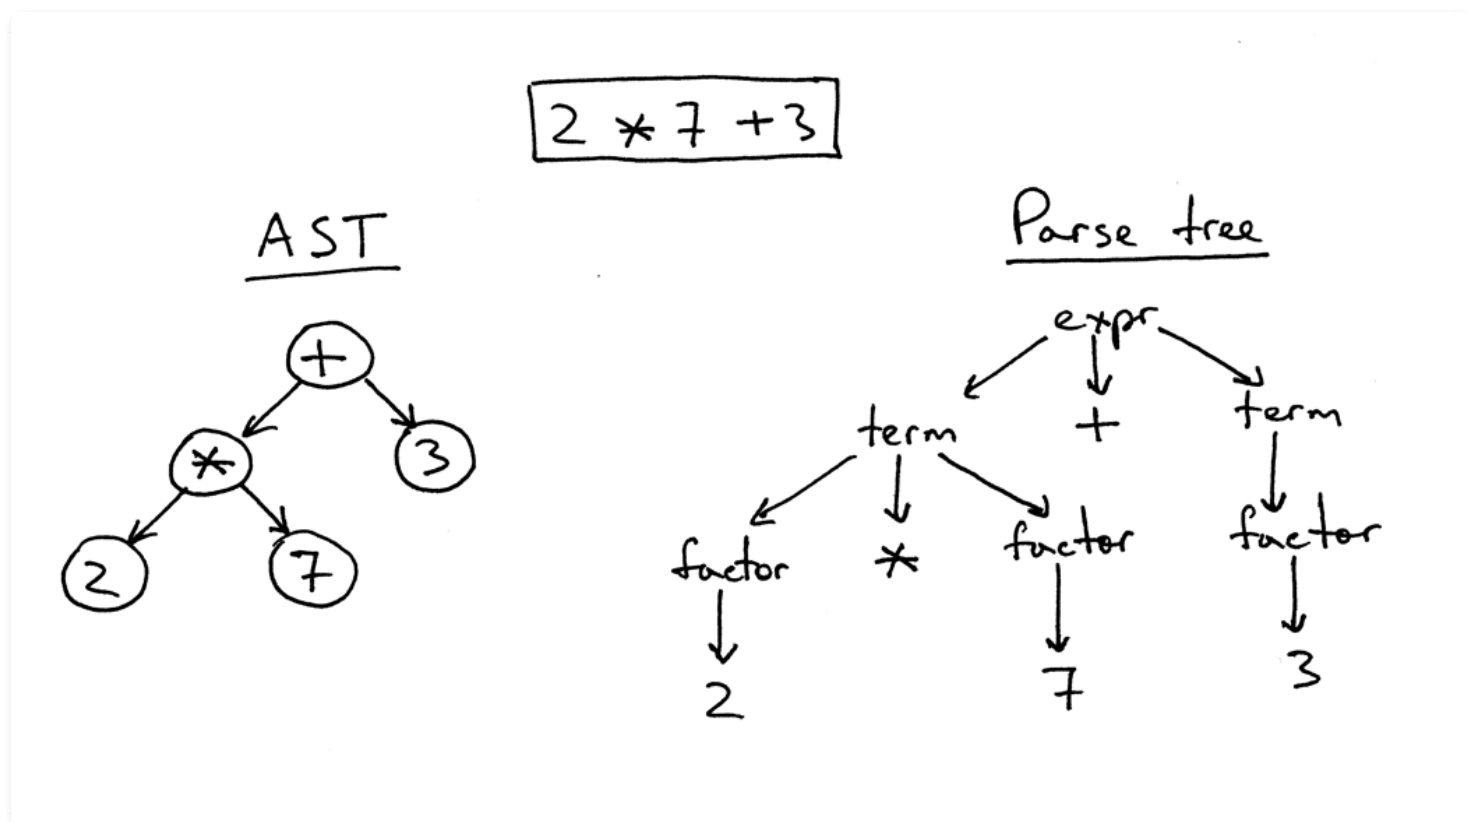 2 * 7 + 3
AST
Parse tree
+
* 3
2 7
expr
term + term
factor * factor factor
2 7 3